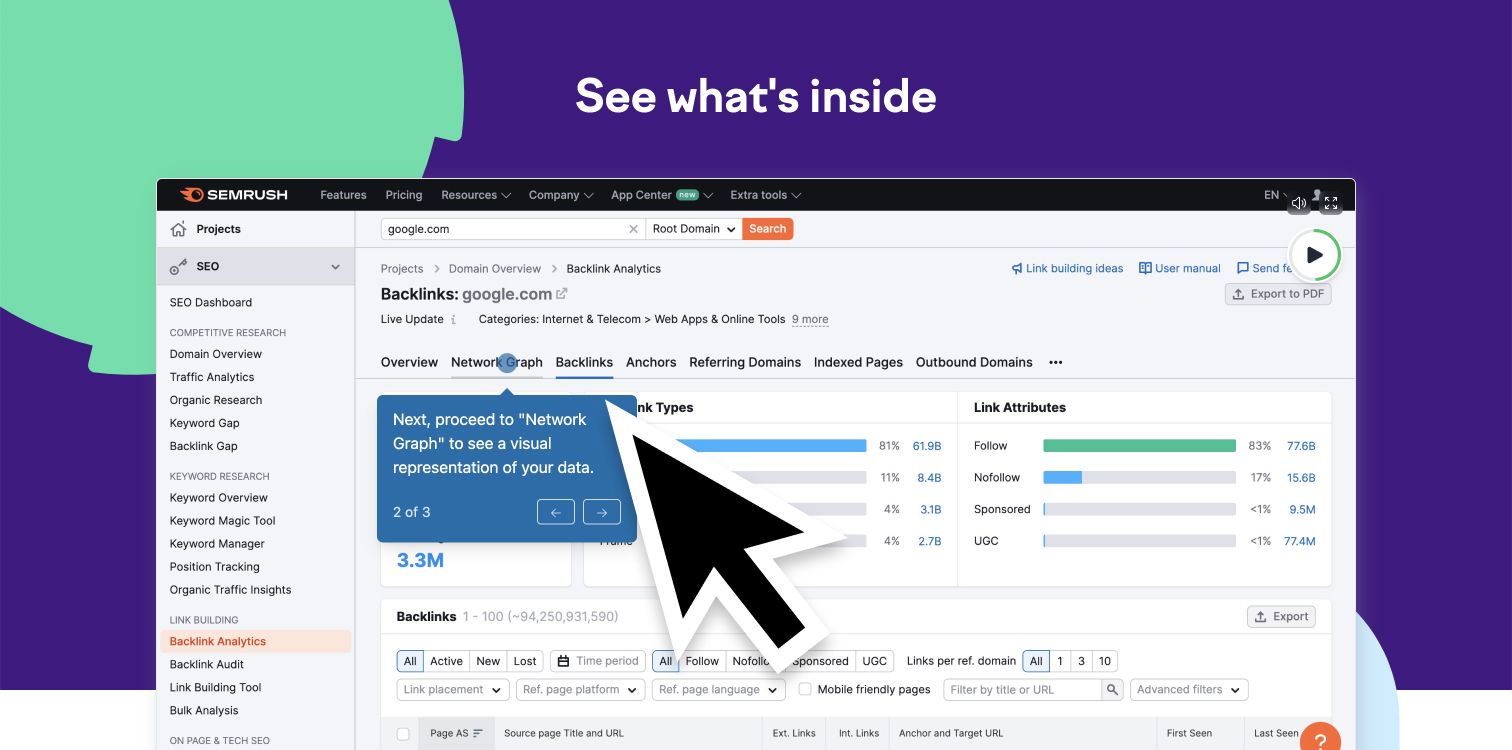 See what's inside
SEMRUSH Features Pricing Resources Company App Center new Extra tools EN
Projects
google.com Root Domain Search
SEO
Projects > Domain Overview > Backlink Analytics
Link building ideas User manual Send
Backlinks: google.com
Export to PDF
Live Update i Categories: Internet & Telecom > Web Apps & Online Tools 9 more
Overview Network Graph Backlinks Anchors Referring Domains Indexed Pages Outbound Domains •••
SEO Dashboard
COMPETITIVE RESEARCH
Domain Overview
Traffic Analytics
Organic Research
Keyword Gap
Backlink Gap
KEYWORD RESEARCH
Keyword Overview
Keyword Magic Tool
Keyword Manager
Position Tracking
Organic Traffic Insights
LINK BUILDING
Backlink Analytics
Backlink Audit
Link Building Tool
Bulk Analysis
ON PAGE & TECH SEO
Next, proceed to "Network
Graph" to see a visual
representation of your data.
2 of 3 ← →
3.3M
Types
81% 61.9B
11% 8.4B
4% 3.1B
Frame 4% 2.7B
Link Attributes
Follow 83% 77.6B
Nofollow 17% 15.6B
Sponsored <1% 9.5M
UGC <1% 77.4M
Backlinks 1 - 100 (~94,250,931,590)
Export
All Active New Lost Time period All Follow Sponsored UGC Links per ref. domain All 1 3 10
Link placement Ref. page platform Ref. page language Mobile friendly pages Filter by title or URL Advanced filters
Page AS Source page Title and URL Ext. Links Int. Links Anchor and Target URL First Seen Last Seen
?